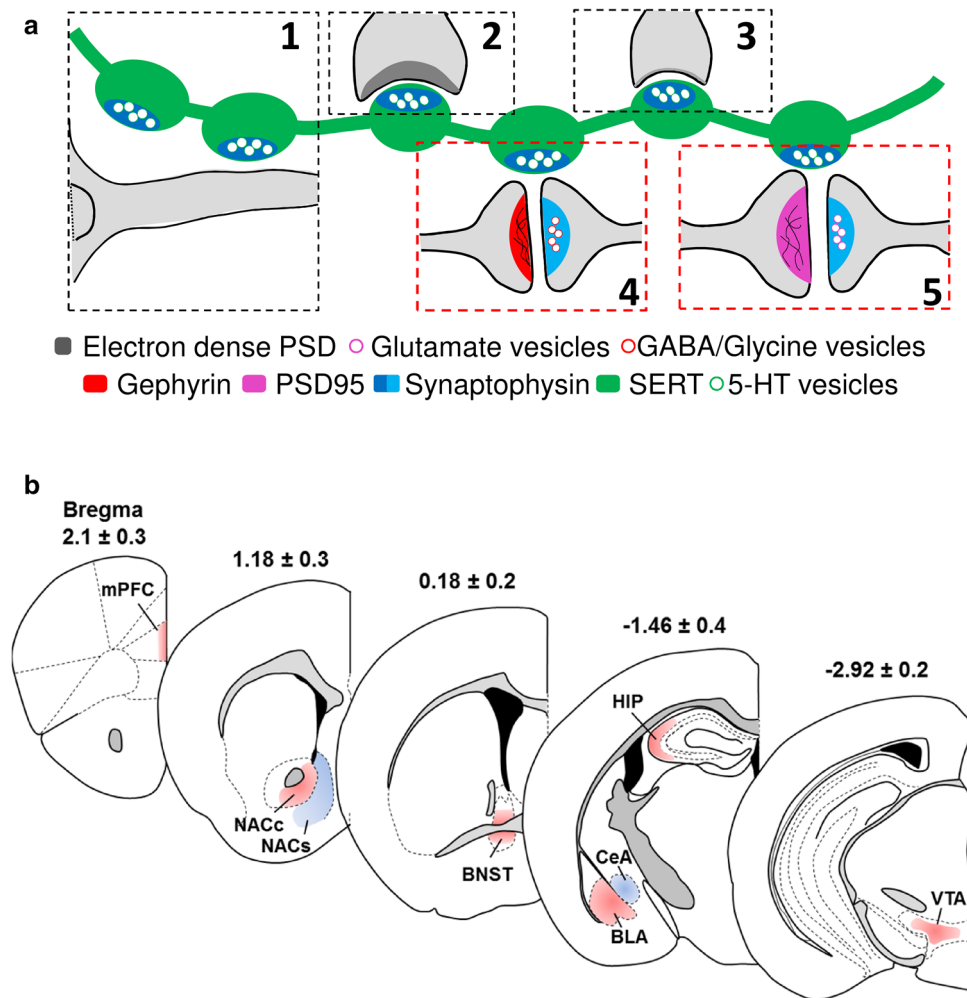 a
1
2
3
4
5
Electron dense PSD Glutamate vesicles GABA/Glycine vesicles
Gephyrin PSD95 Synaptophysin SERT 5-HT vesicles
b
Bregma
2.1 ± 0.3
mPFC
1.18 ± 0.3
NACc
NACs
0.18 ± 0.2
BNST
-1.46 ± 0.4
HIP
CeA
BLA
-2.92 ± 0.2
VTA